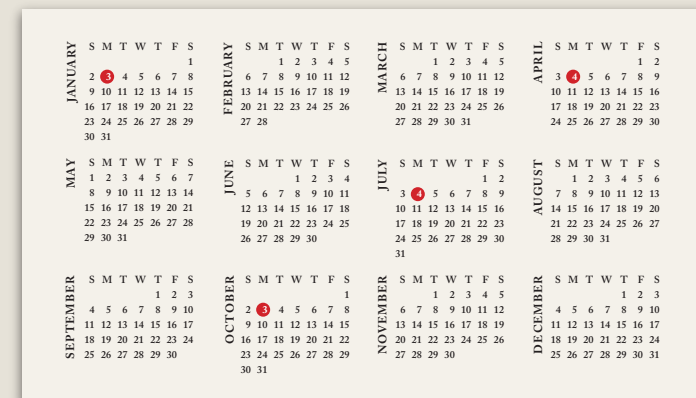 JANUARY
S M T W T F S
1
2 3 4 5 6 7 8
9 10 11 12 13 14 15
16 17 18 19 20 21 22
23 24 25 26 27 28 29
30 31
FEBRUARY
S M T W T F S
1 2 3 4 5
6 7 8 9 10 11 12
13 14 15 16 17 18 19
20 21 22 23 24 25 26
27 28
MARCH
S M T W T F S
1 2 3 4 5
6 7 8 9 10 11 12
13 14 15 16 17 18 19
20 21 22 23 24 25 26
27 28 29 30 31
APRIL
S M T W T F S
1 2
3 4 5 6 7 8 9
10 11 12 13 14 15 16
17 18 19 20 21 22 23
24 25 26 27 28 29 30
MAY
S M T W T F S
1 2 3 4 5 6 7
8 9 10 11 12 13 14
15 16 17 18 19 20 21
22 23 24 25 26 27 28
29 30 31
JUNE
S M T W T F S
1 2 3 4
5 6 7 8 9 10 11
12 13 14 15 16 17 18
19 20 21 22 23 24 25
26 27 28 29 30
JULY
S M T W T F S
1 2
3 4 5 6 7 8 9
10 11 12 13 14 15 16
17 18 19 20 21 22 23
24 25 26 27 28 29 30
31
AUGUST
S M T W T F S
1 2 3 4 5 6
7 8 9 10 11 12 13
14 15 16 17 18 19 20
21 22 23 24 25 26 27
28 29 30 31
SEPTEMBER
S M T W T F S
1 2 3
4 5 6 7 8 9 10
11 12 13 14 15 16 17
18 19 20 21 22 23 24
25 26 27 28 29 30
OCTOBER
S M T W T F S
1
2 3 4 5 6 7 8
9 10 11 12 13 14 15
16 17 18 19 20 21 22
23 24 25 26 27 28 29
30 31
NOVEMBER
S M T W T F S
1 2 3 4 5
6 7 8 9 10 11 12
13 14 15 16 17 18 19
20 21 22 23 24 25 26
27 28 29 30
DECEMBER
S M T W T F S
1 2 3
4 5 6 7 8 9 10
11 12 13 14 15 16 17
18 19 20 21 22 23 24
25 26 27 28 29 30 31